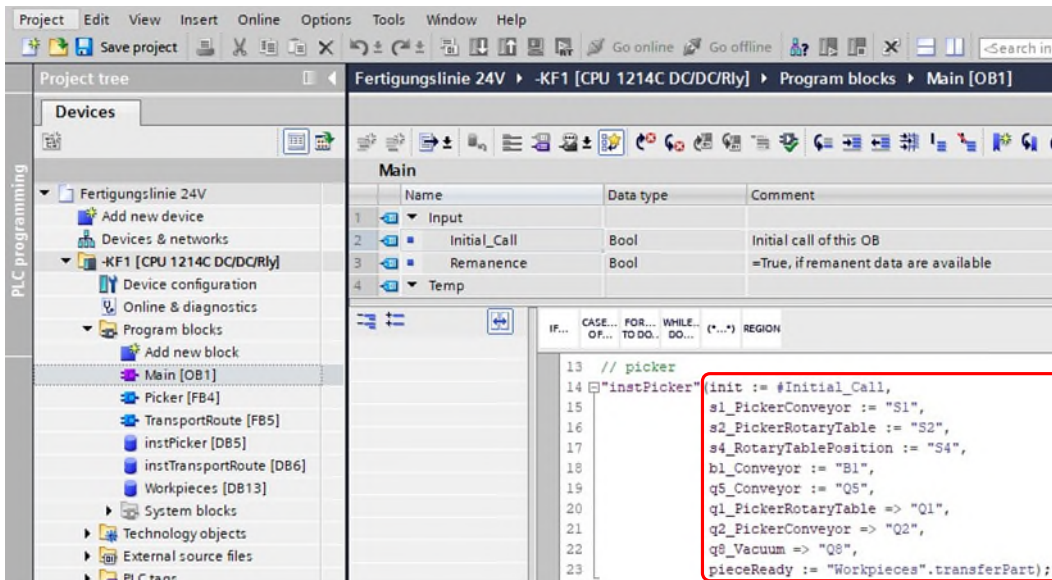 Project Edit View Insert Online Options Tools Window Help
Save project Go online Go offline <Search in
Project tree
Fertigungslinie 24V -KF1 [CPU 1214C DC/DC/Rly] Program blocks Main [OB1]
Devices
PLC programming
Fertigungslinie 24V
Add new device
Devices & networks
-KF1 [CPU 1214C DC/DC/Rly]
Device configuration
Online & diagnostics
Program blocks
Add new block
Main [OB1]
Picker [FB4]
TransportRoute [FB5]
instPicker [DB5]
instTransportRoute [DB6]
Workpieces [DB13]
System blocks
Technology objects
External source files
PLC tags
Main
Name Data type Comment
1 Input
2 Initial_Call Bool Initial call of this OB
3 Remanence Bool =True, if remanent data are available
4 Temp
IF... CASE... OF... FOR... TO DO.. WHILE.. DO... (*...*) REGION
13 // picker
14 "instPicker"(init := #Initial_Call,
15 s1_PickerConveyor := "S1",
16 s2_PickerRotaryTable := "S2",
17 s4_RotaryTablePosition := "S4",
18 b1_Conveyor := "B1",
19 q5_Conveyor := "Q5",
20 q1_PickerRotaryTable => "Q1",
21 q2_PickerConveyor => "Q2",
22 q8_Vacuum => "Q8",
23 pieceReady := "Workpieces".transferPart);